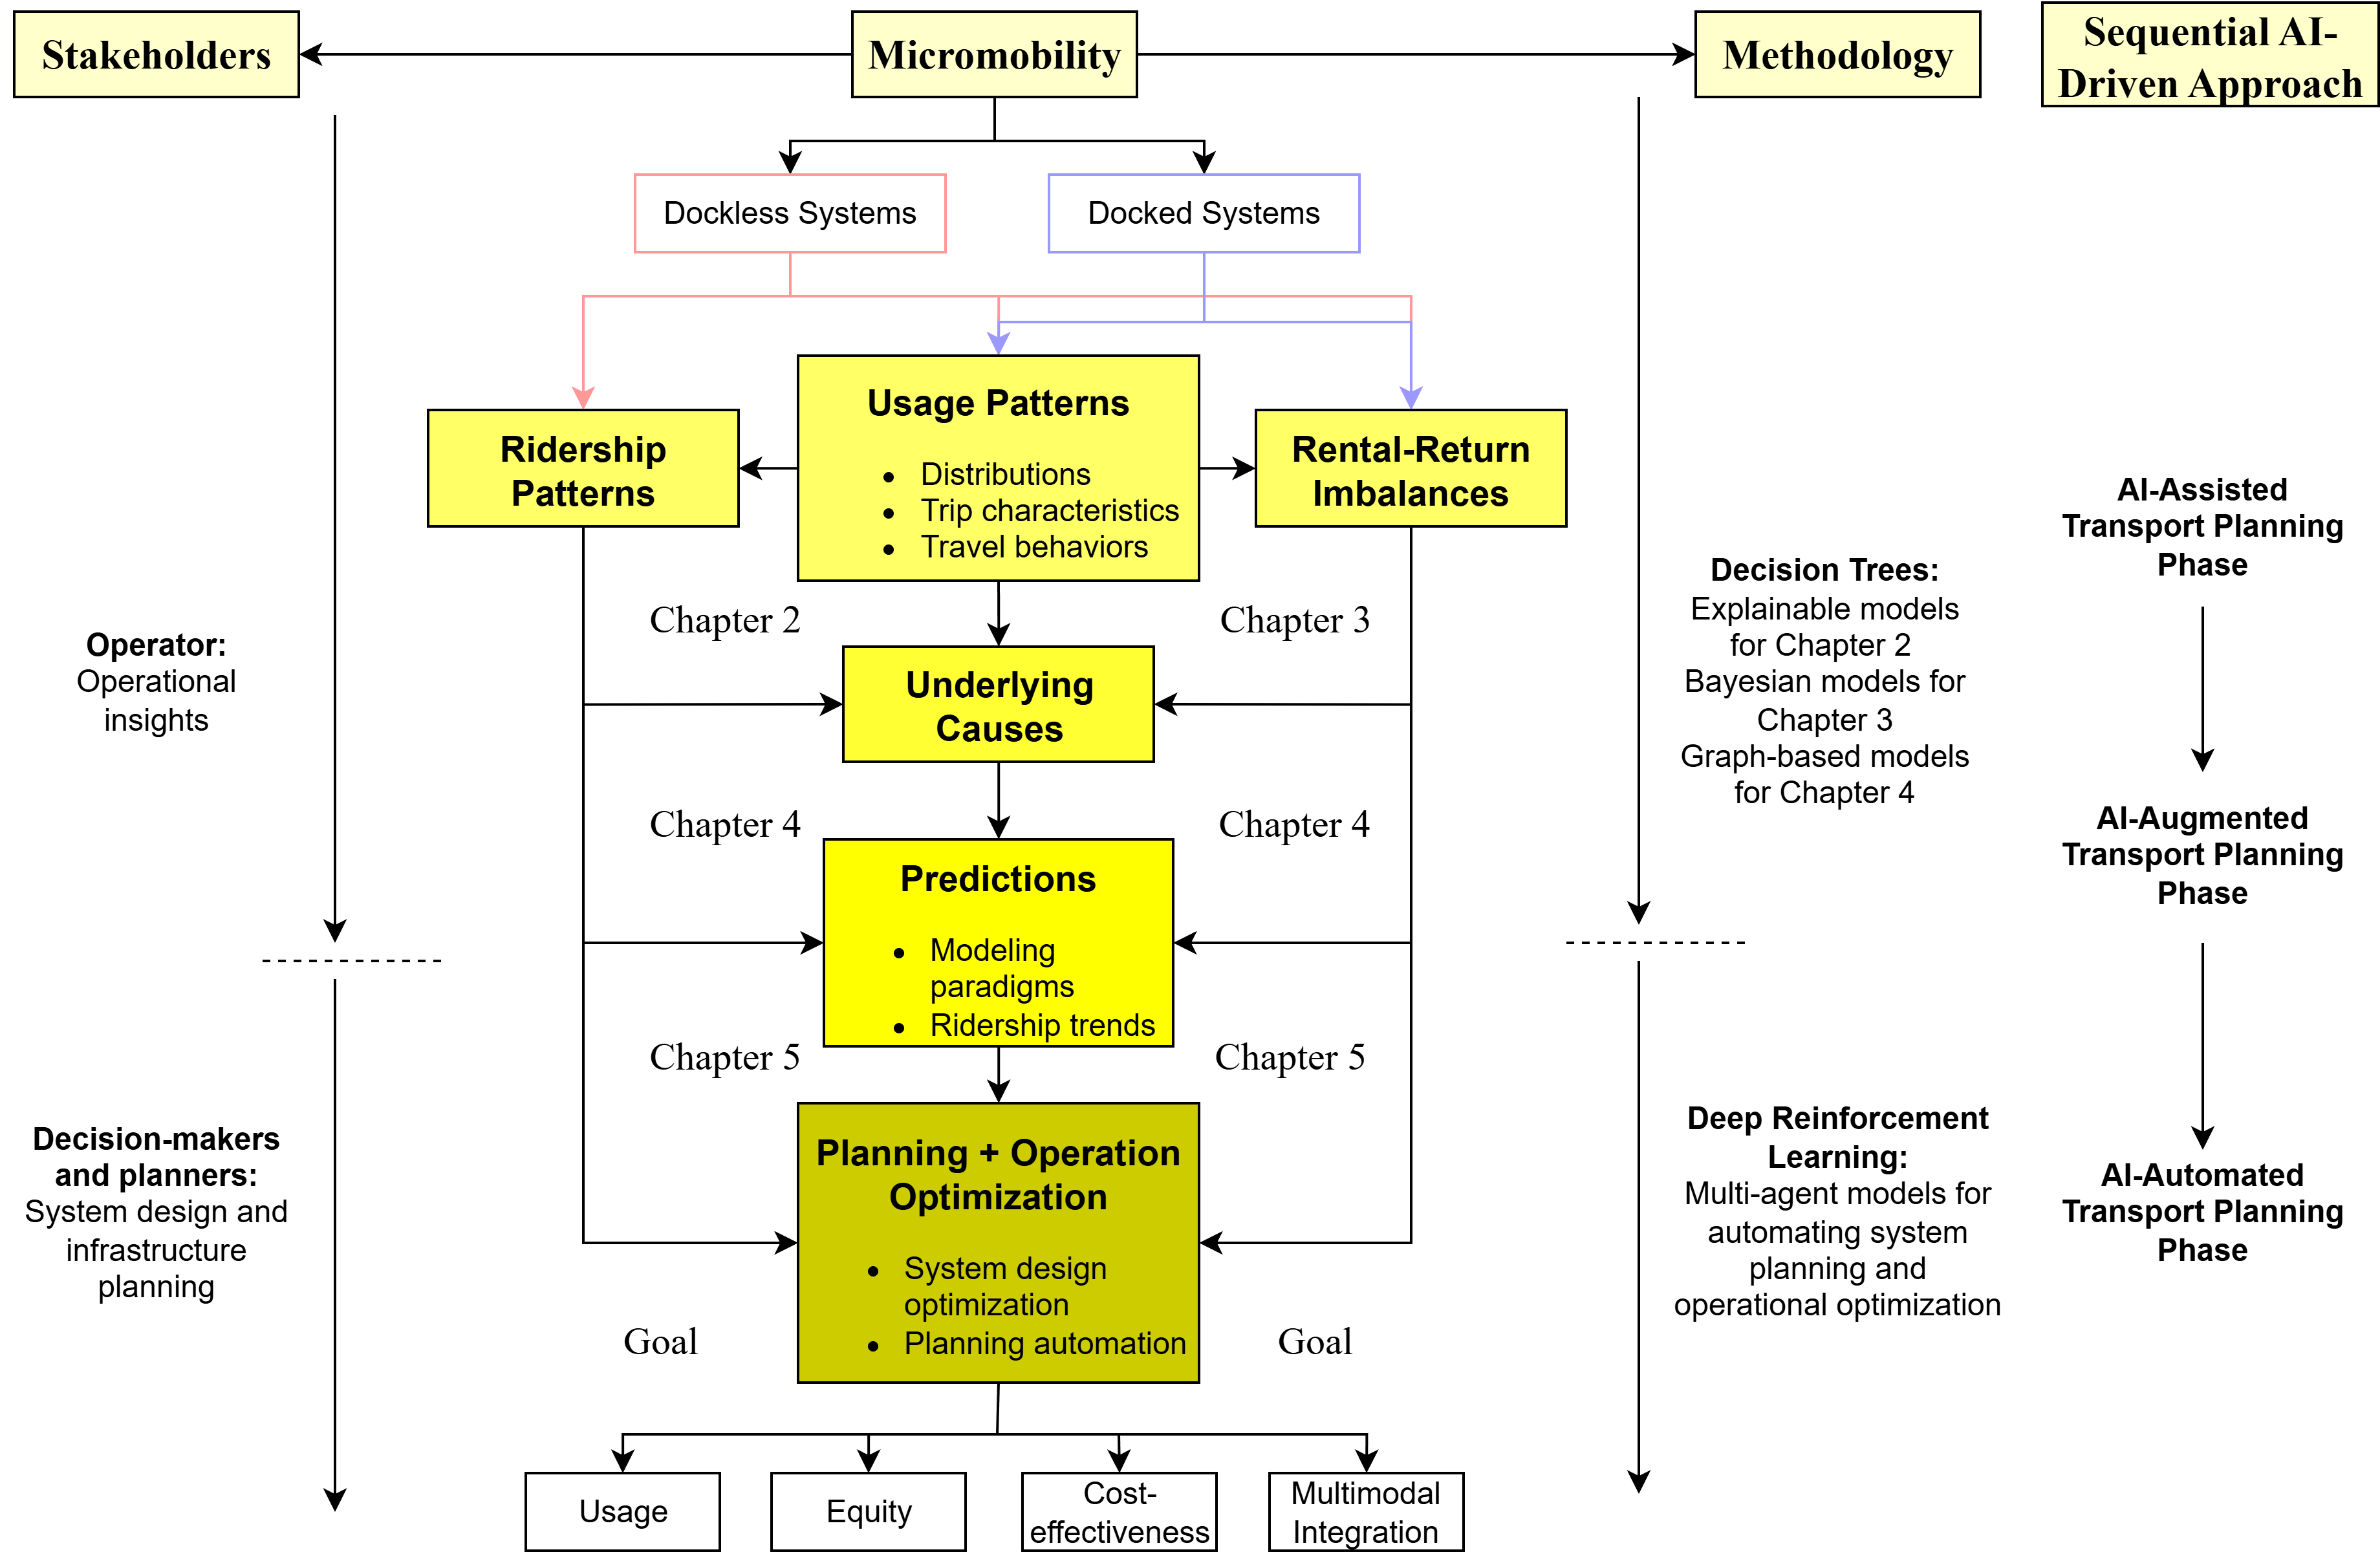 Stakeholders
Micromobility
Methodology
Sequential AI-
Driven Approach
Dockless Systems
Docked Systems
Usage Patterns
• Distributions
• Trip characteristics
• Travel behaviors
Ridership
Patterns
Rental-Return
Imbalances
Chapter 2
Chapter 3
Underlying
Causes
Chapter 4
Chapter 4
Predictions
• Modeling
paradigms
• Ridership trends
Chapter 5
Chapter 5
Planning + Operation
Optimization
• System design
optimization
• Planning automation
Goal
Goal
Usage
Equity
Cost-
effectiveness
Multimodal
Integration
Operator:
Operational
insights
Decision-makers
and planners:
System design and
infrastructure
planning
Decision Trees:
Explainable models
for Chapter 2
Bayesian models for
Chapter 3
Graph-based models
for Chapter 4
Deep Reinforcement
Learning:
Multi-agent models for
automating system
planning and
operational optimization
AI-Assisted
Transport Planning
Phase
AI-Augmented
Transport Planning
Phase
AI-Automated
Transport Planning
Phase